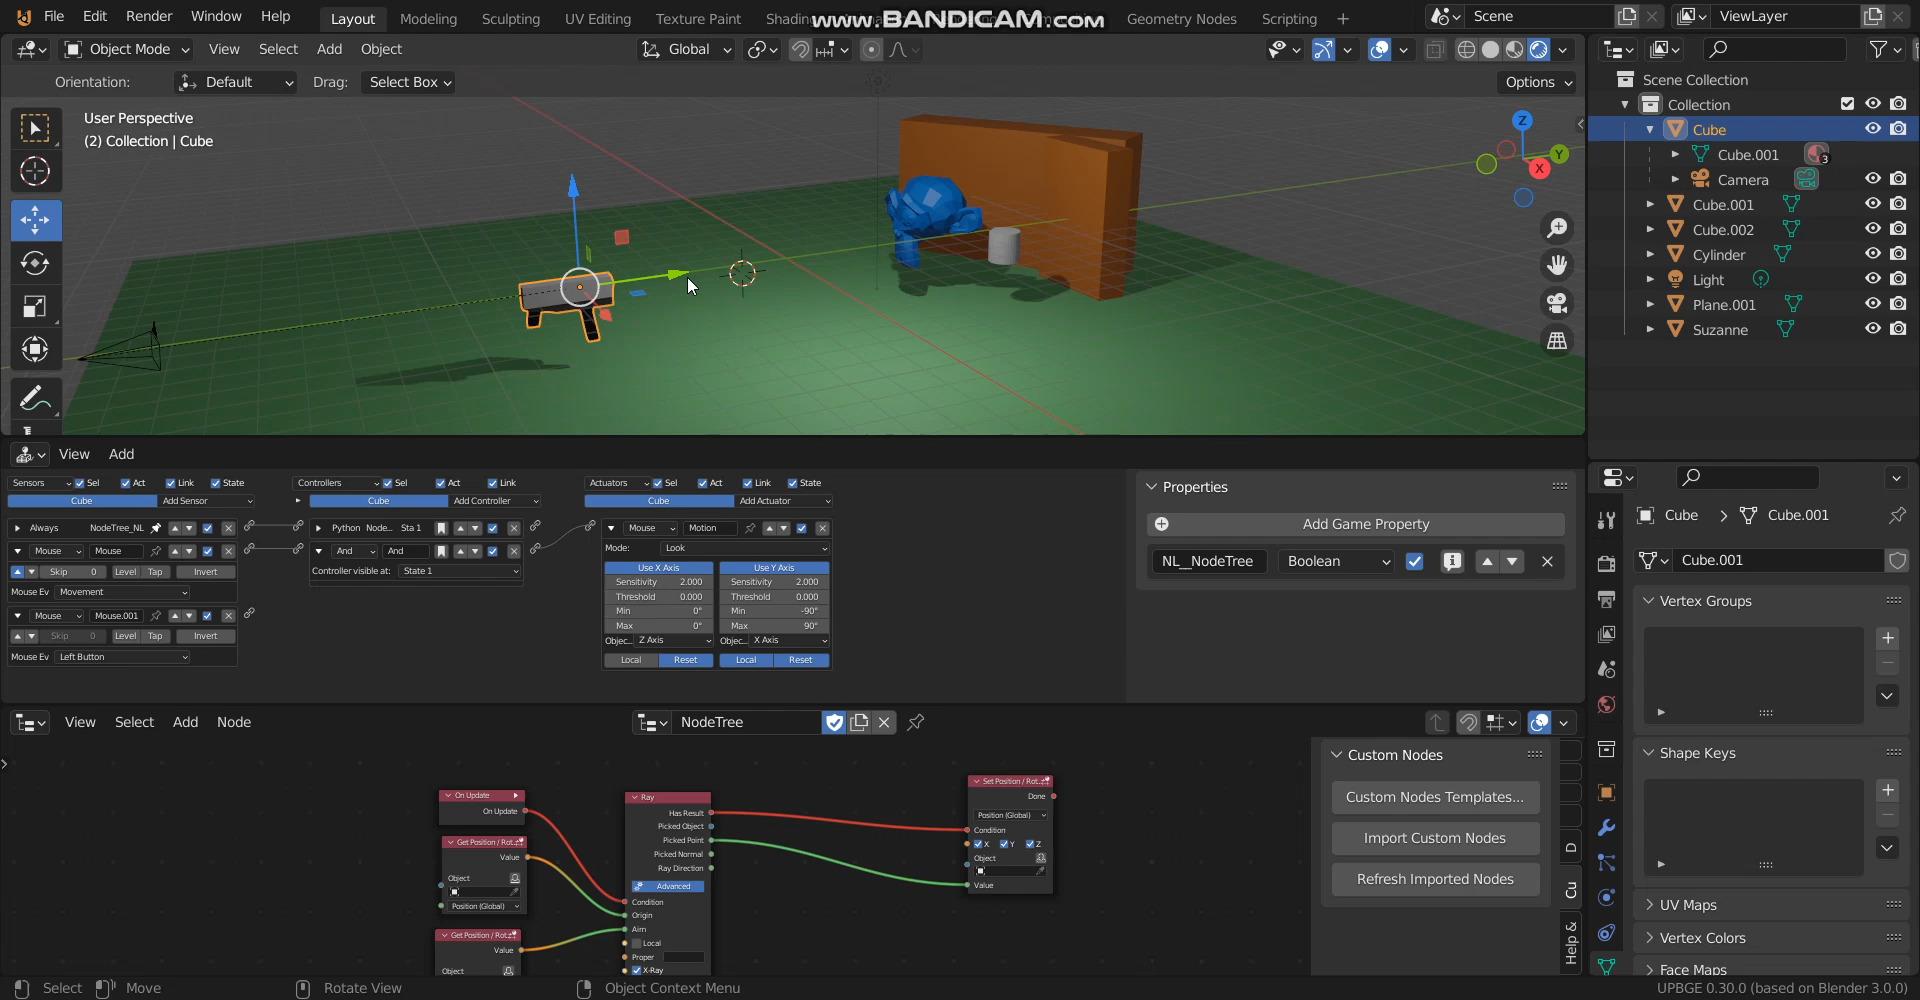 File Edit Render Window Help Layout Modeling Sculpting UV Editing Texture Paint Shading Geometry Nodes Scripting + Scene ViewLayer
www.BANDICAM.com
Object Mode View Select Add Object Global
Orientation: Default Drag: Select Box Options
User Perspective
(2) Collection | Cube
Z
Y
X
Scene Collection
Collection
Cube
Cube.001 3
Camera
Cube.001
Cube.002
Cylinder
Light
Plane.001
Suzanne
View Add
Sensors Sel Act Link State Controllers Sel Act Link Actuators Sel Act Link State
Cube Add Sensor Cube Add Controller Cube Add Actuator
Always NodeTree_NL Python Node... Sta 1 Mouse Motion
Mouse Mouse And And Mode: Look
Skip 0 Level Tap Invert Controller visible at: State 1 Use X Axis Use Y Axis
Mouse Ev Movement Sensitivity 2.000 Sensitivity 2.000
Threshold 0.000 Threshold 0.000
Mouse Mouse.001 Min 0° Min -90°
Skip 0 Level Tap Invert Max 0° Max 90°
Mouse Ev Left Button Objec... Z Axis Objec... X Axis
Local Reset Local Reset
Properties
Add Game Property
NL__NodeTree Boolean
View Select Add Node NodeTree
On Update
On Update
Get Position / Rot...
Value
Object
Position (Global)
Get Position / Rot...
Value
Object
Ray
Has Result
Picked Object
Picked Point
Picked Normal
Ray Direction
Advanced
Condition
Origin
Aim
Local
Proper
X-Ray
Set Position / Rot...
Done
Position (Global)
Condition
X Y Z
Object
Value
Custom Nodes
Custom Nodes Templates...
Import Custom Nodes
Refresh Imported Nodes
D
Cu
Help &
Cube > Cube.001
Cube.001
Vertex Groups
Shape Keys
UV Maps
Vertex Colors
Face Maps
Select Move Rotate View Object Context Menu UPBGE 0.30.0 (based on Blender 3.0.0)